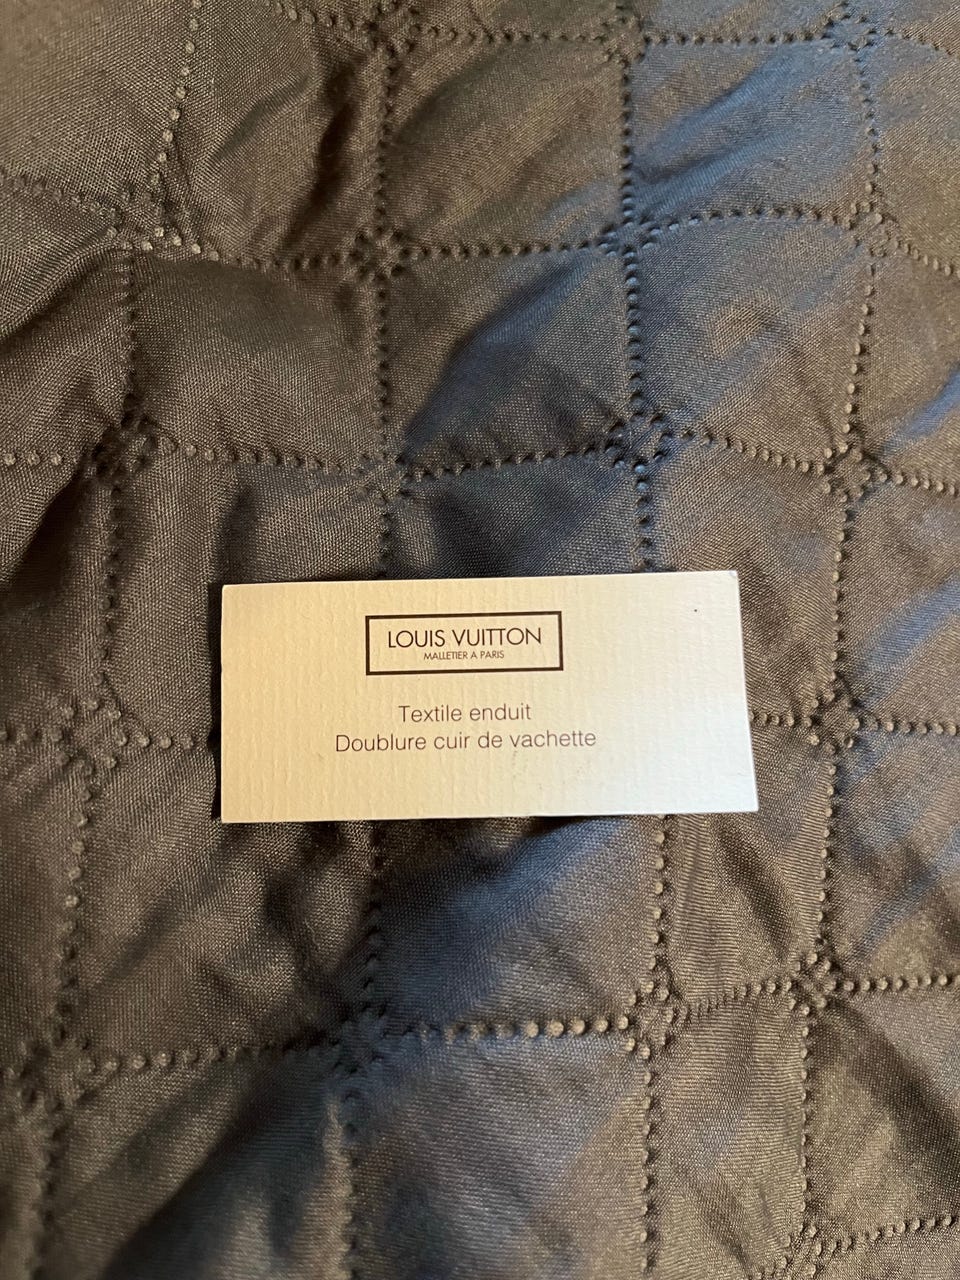 LOUIS VUITTON
MALLETIER A PARIS
Textile enduit
Doublure cuir de vachette